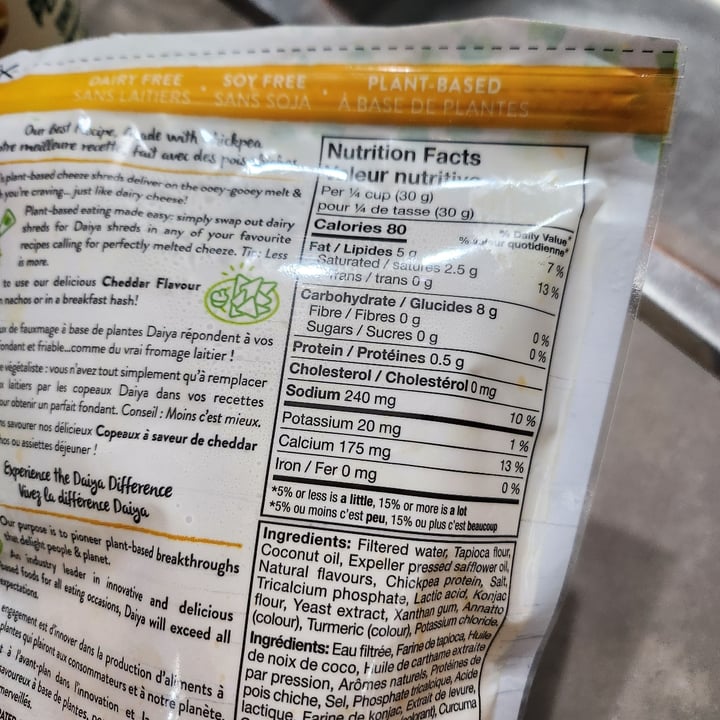 DAIRY FREE • SOY FREE • PLANT-BASED
SANS LAITIERS • SANS SOJA • À BASE DE PLANTES
Our Best Recipe, Made with Chickpea
meilleure recette, fait avec des pois
plant-based cheeze shreds deliver on the ooey-gooey melt &
you're craving... just like dairy cheese!
Plant-based eating made easy: simply swap out dairy
shreds for Daiya shreds in any of your favourite
recipes calling for perfectly melted cheeze. Tip: Less
is more.
to use our delicious Cheddar Flavour
nachos or in a breakfast hash!
de fauxmage à base de plantes Daiya répondent à vos
fondant et friable...comme du vrai fromage laitier !
végétaliste : vous n'avez tout simplement qu'à remplacer
laitiers par les copeaux Daiya dans vos recettes
obtenir un parfait fondant. Conseil : Moins c'est mieux.
savourer nos délicieux Copeaux à saveur de cheddar
ou assiettes déjeuner !
Experience the Daiya Difference
Vivez la différence Daiya
Our purpose is to pioneer plant-based breakthroughs
that delight people & planet.
An industry leader in innovative and delicious
based foods for all eating occasions, Daiya will exceed all
expectations.
engagement est d'innover dans la production d'aliments à
plantes qui plairont aux consommateurs et à notre planète.
à l'avant-plan dans l'innovation et la
savoureux à base de plantes,
merveilles.
Nutrition Facts
Valeur nutritive
Per ¼ cup (30 g)
pour ¼ de tasse (30 g)
Calories 80
% Daily Value*
% valeur quotidienne*
Fat / Lipides 5 g 7 %
Saturated / saturés 2.5 g
+ Trans / trans 0 g 13 %
Carbohydrate / Glucides 8 g
Fibre / Fibres 0 g 0 %
Sugars / Sucres 0 g 0 %
Protein / Protéines 0.5 g
Cholesterol / Cholestérol 0 mg
Sodium 240 mg 10 %
Potassium 20 mg 1 %
Calcium 175 mg 13 %
Iron / Fer 0 mg 0 %
*5% or less is a little, 15% or more is a lot
*5% ou moins c'est peu, 15% ou plus c'est beaucoup
Ingredients: Filtered water, Tapioca flour,
Coconut oil, Expeller pressed safflower oil,
Natural flavours, Chickpea protein, Salt,
Tricalcium phosphate, Lactic acid, Konjac
flour, Yeast extract, Xanthan gum, Annatto
(colour), Turmeric (colour), Potassium chloride.
Ingrédients: Eau filtrée, Farine de tapioca, Huile
de noix de coco, Huile de carthame extraite
par pression, Arômes naturels, Protéines de
pois chiche, Sel, Phosphate tricalcique, Acide
lactique, Farine de konjac, Extrait de levure,
(colorant), Curcuma